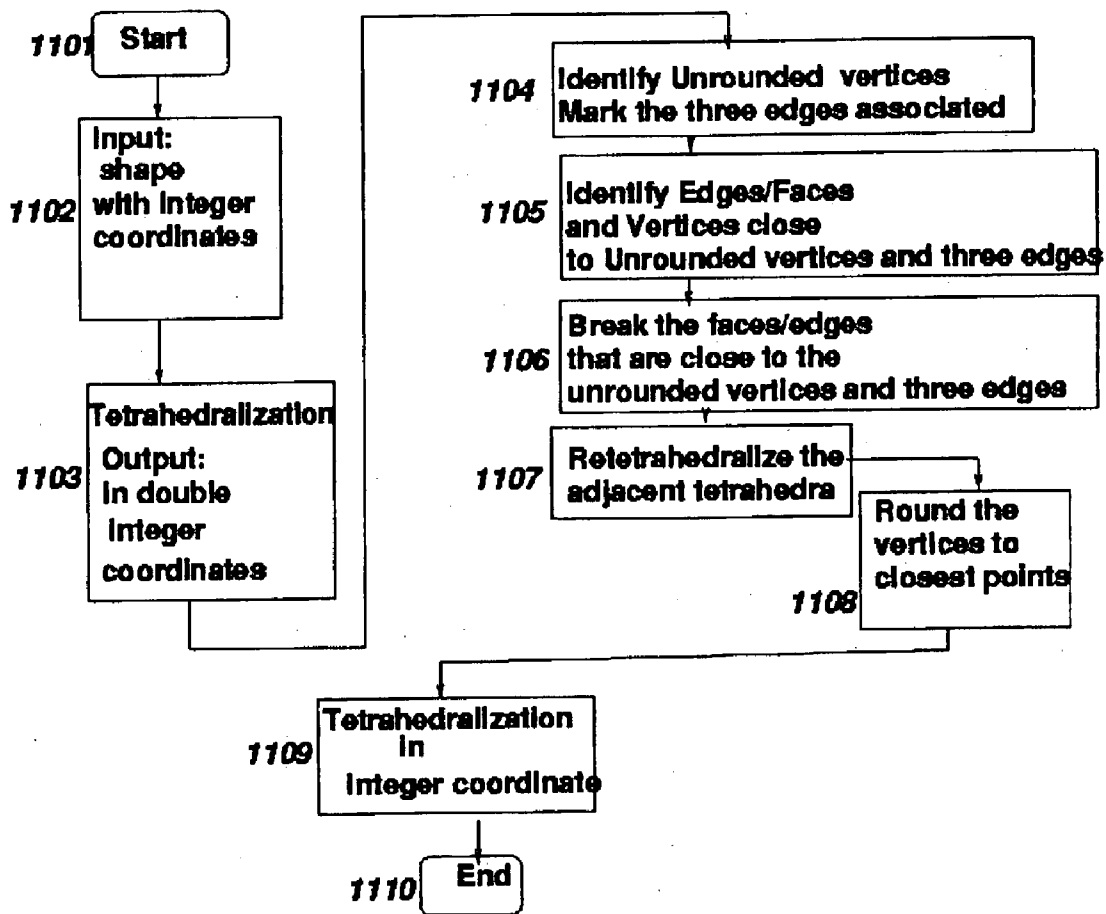 1101
Start
1102
Input:
shape
with Integer
coordinates
1103
Tetrahedralization
Output:
In double
Integer
coordinates
1104
Identify Unrounded vertices
Mark the three edges associated
1105
Identify Edges/Faces
and Vertices close
to Unrounded vertices and three edges
1106
Break the faces/edges
that are close to the
unrounded vertices and three edges
1107
Retetrahedralize the
adjacent tetrahedra
1108
Round the
vertices to
closest points
1109
Tetrahedralization
in
Integer coordinate
1110
End